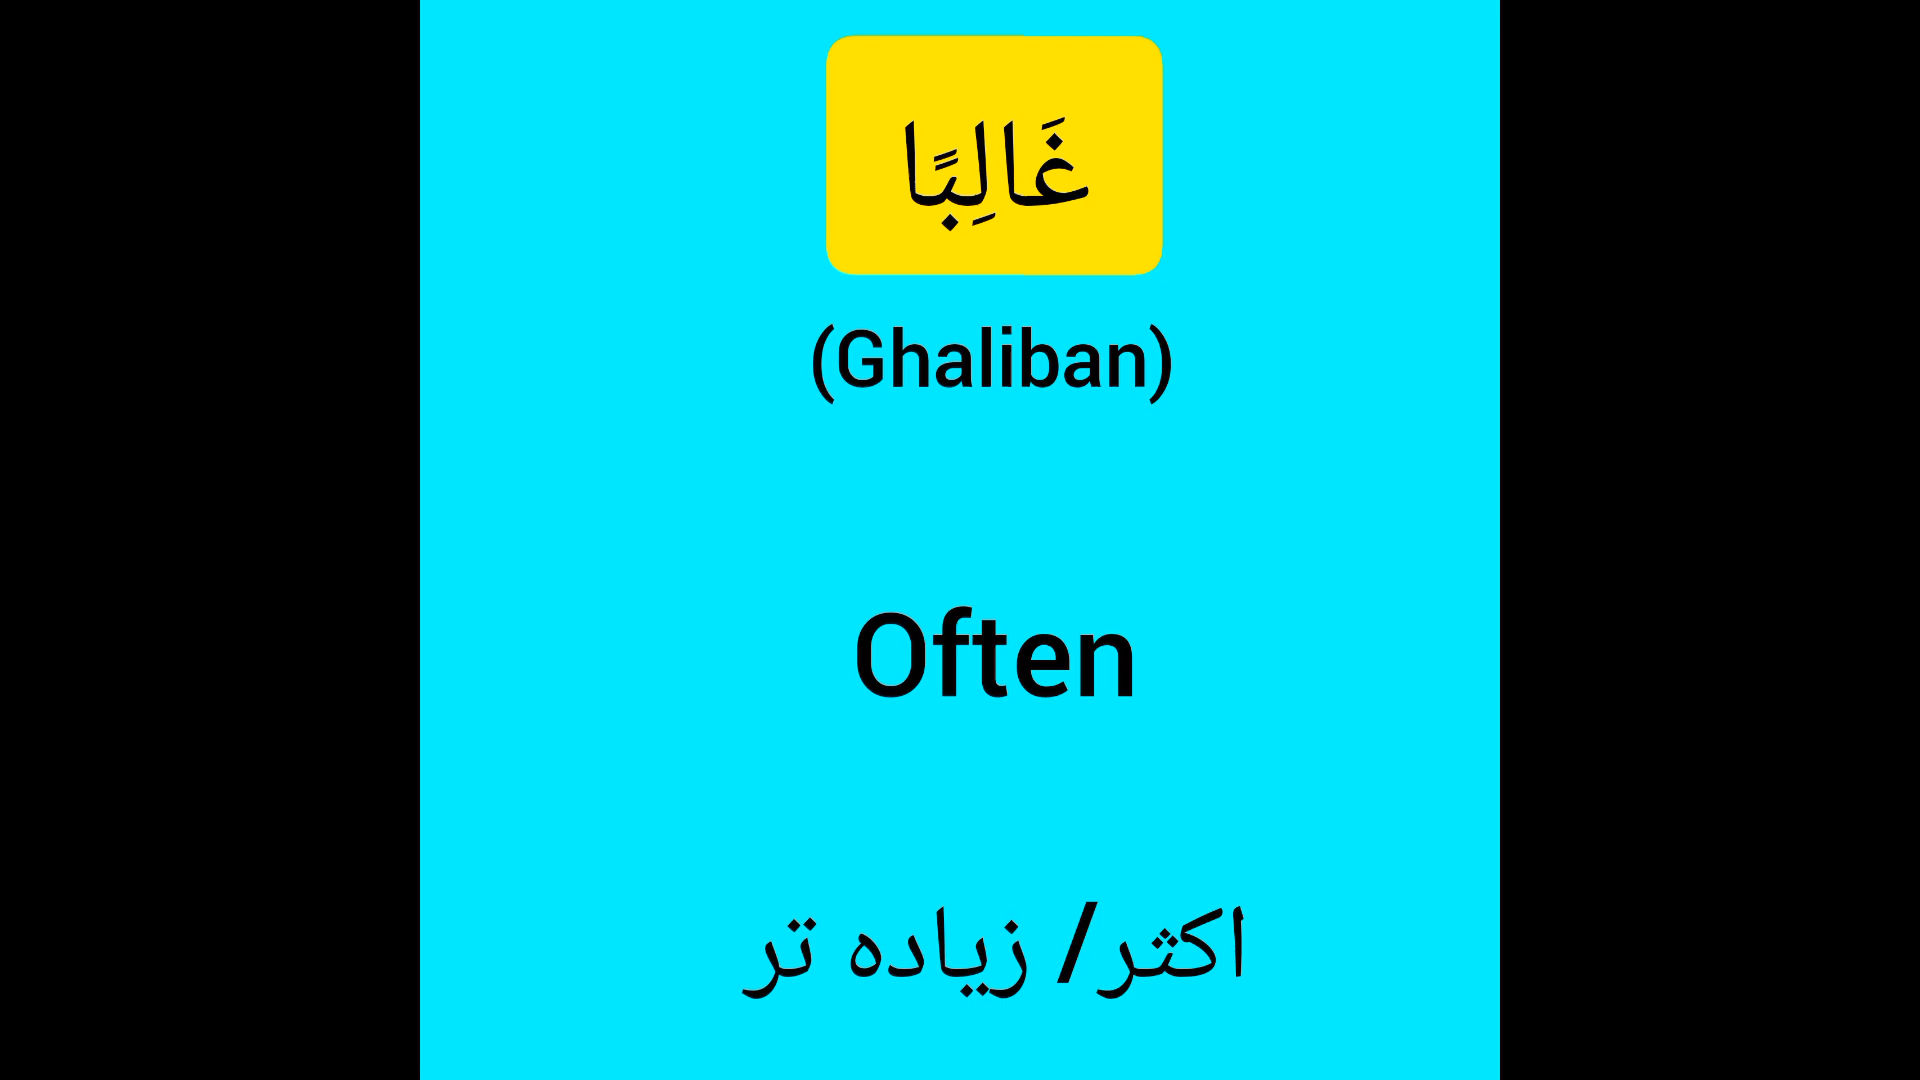 غَالِبًا
(Ghaliban)
Often
اکثر/ زیادہ تر